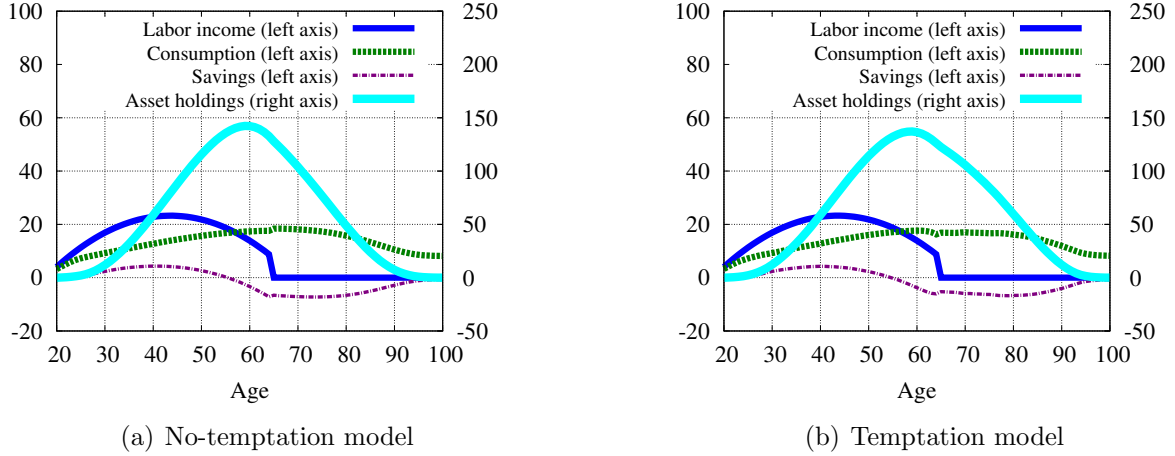 100
80
60
40
20
0
-20
250
200
150
100
50
0
-50
Labor income (left axis)
Consumption (left axis)
Savings (left axis)
Asset holdings (right axis)
20 30 40 50 60 70 80 90 100
Age
(a) No-temptation model
100
80
60
40
20
0
-20
250
200
150
100
50
0
-50
Labor income (left axis)
Consumption (left axis)
Savings (left axis)
Asset holdings (right axis)
20 30 40 50 60 70 80 90 100
Age
(b) Temptation model